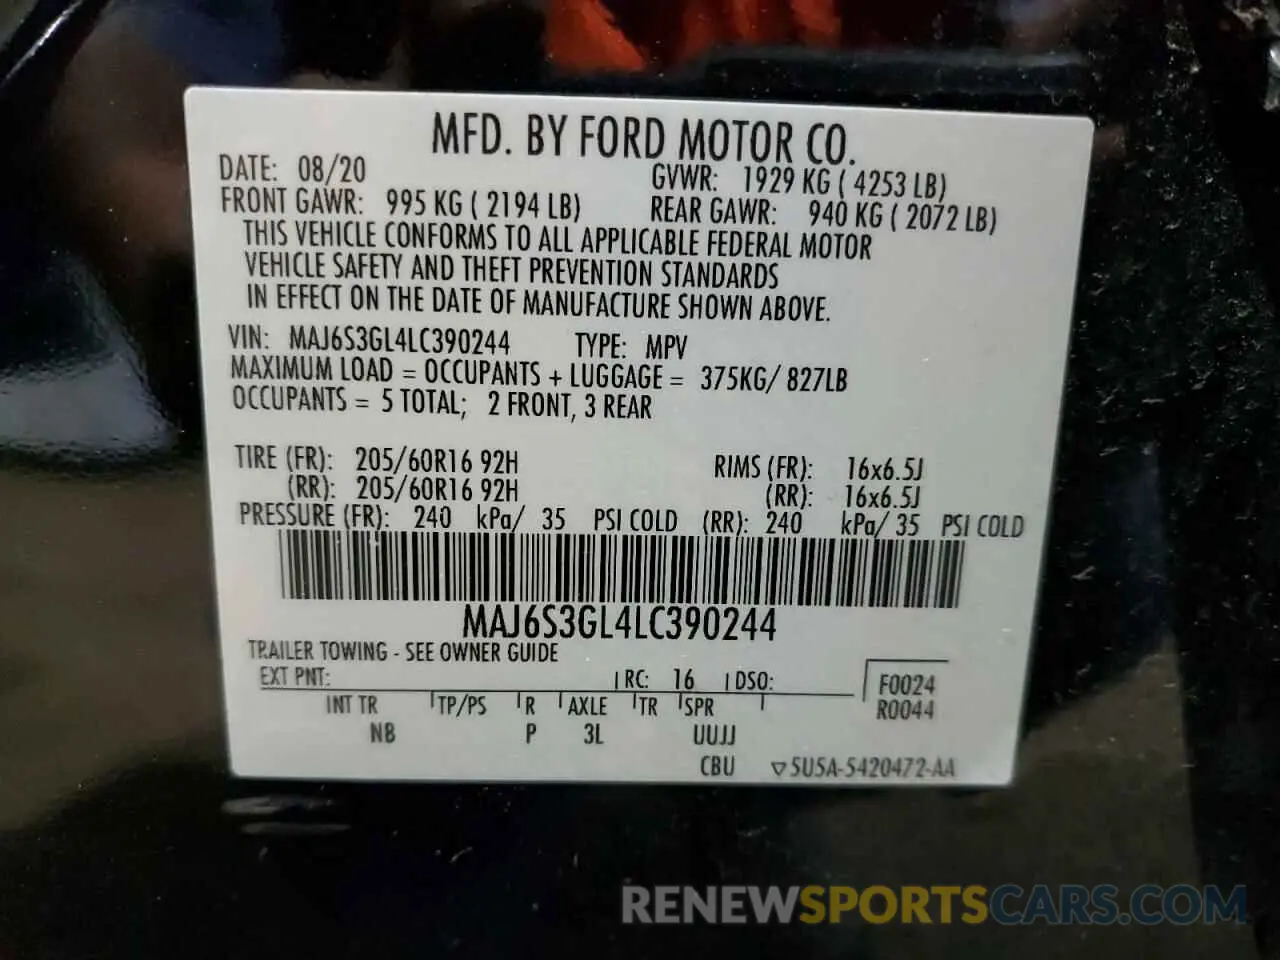 MFD. BY FORD MOTOR CO.
DATE: 08/20 GVWR: 1929 KG ( 4253 LB)
FRONT GAWR: 995 KG ( 2194 LB) REAR GAWR: 940 KG ( 2072 LB)
THIS VEHICLE CONFORMS TO ALL APPLICABLE FEDERAL MOTOR
VEHICLE SAFETY AND THEFT PREVENTION STANDARDS
IN EFFECT ON THE DATE OF MANUFACTURE SHOWN ABOVE.
VIN: MAJ6S3GL4LC390244 TYPE: MPV
MAXIMUM LOAD = OCCUPANTS + LUGGAGE = 375KG/ 827LB
OCCUPANTS = 5 TOTAL; 2 FRONT, 3 REAR
TIRE (FR): 205/60R16 92H RIMS (FR): 16x6.5J
(RR): 205/60R16 92H (RR): 16x6.5J
PRESSURE (FR): 240 kPa/ 35 PSI COLD (RR): 240 kPa/ 35 PSI COLD
MAJ6S3GL4LC390244
TRAILER TOWING - SEE OWNER GUIDE
EXT PNT: RC: 16 DSO: F0024
INT TR TP/PS R AXLE TR SPR R0044
NB P 3L UUJJ
CBU ▽5U5A-5420472-AA
RENEWSPORTSCARS.COM